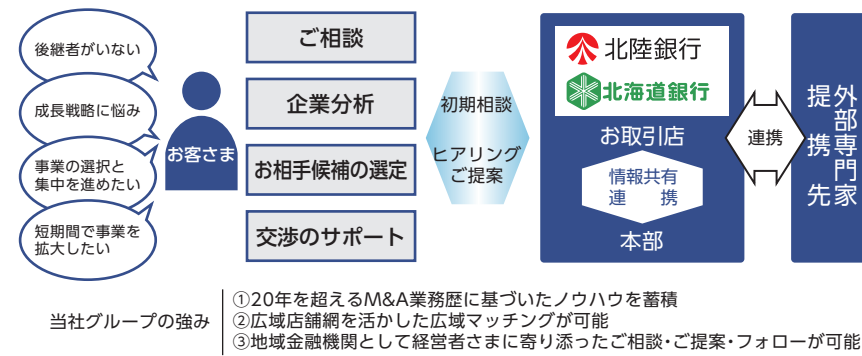 後継者がいない
成長戦略に悩み
事業の選択と
集中を進めたい
短期間で事業を
拡大したい
お客さま
ご相談
企業分析
お相手候補の選定
交渉のサポート
初期相談
ヒアリング
ご提案
北陸銀行
北海道銀行
お取引店
情報共有
連　携
本部
連携
外部専門家
提携先
当社グループの強み
①20年を超えるM&A業務歴に基づいたノウハウを蓄積
②広域店舗網を活かした広域マッチングが可能
③地域金融機関として経営者さまに寄り添ったご相談・ご提案・フォローが可能